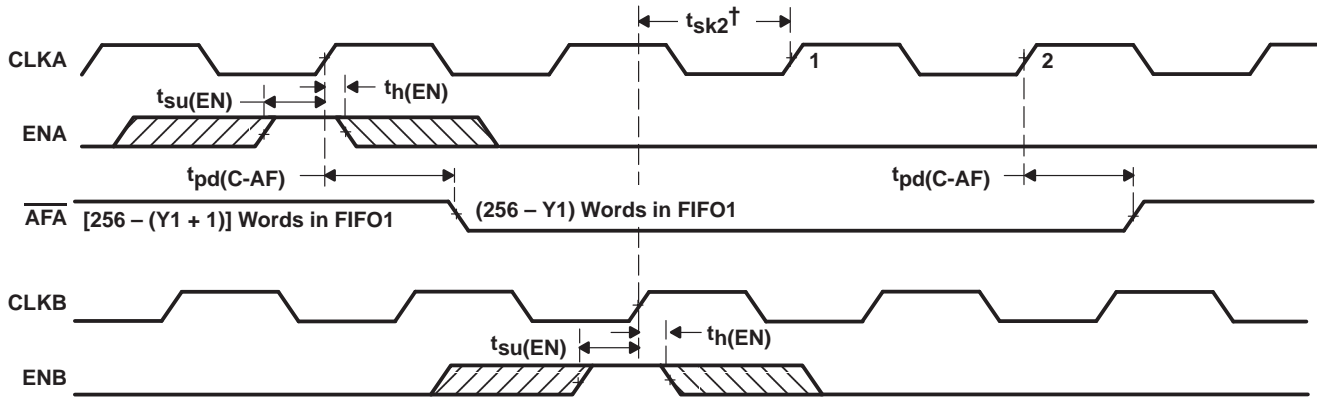 tsk2†
CLKA
1
2
tsu(EN)
th(EN)
ENA
tpd(C-AF)
tpd(C-AF)
AFA
[256 – (Y1 + 1)] Words in FIFO1
(256 – Y1) Words in FIFO1
CLKB
tsu(EN)
th(EN)
ENB